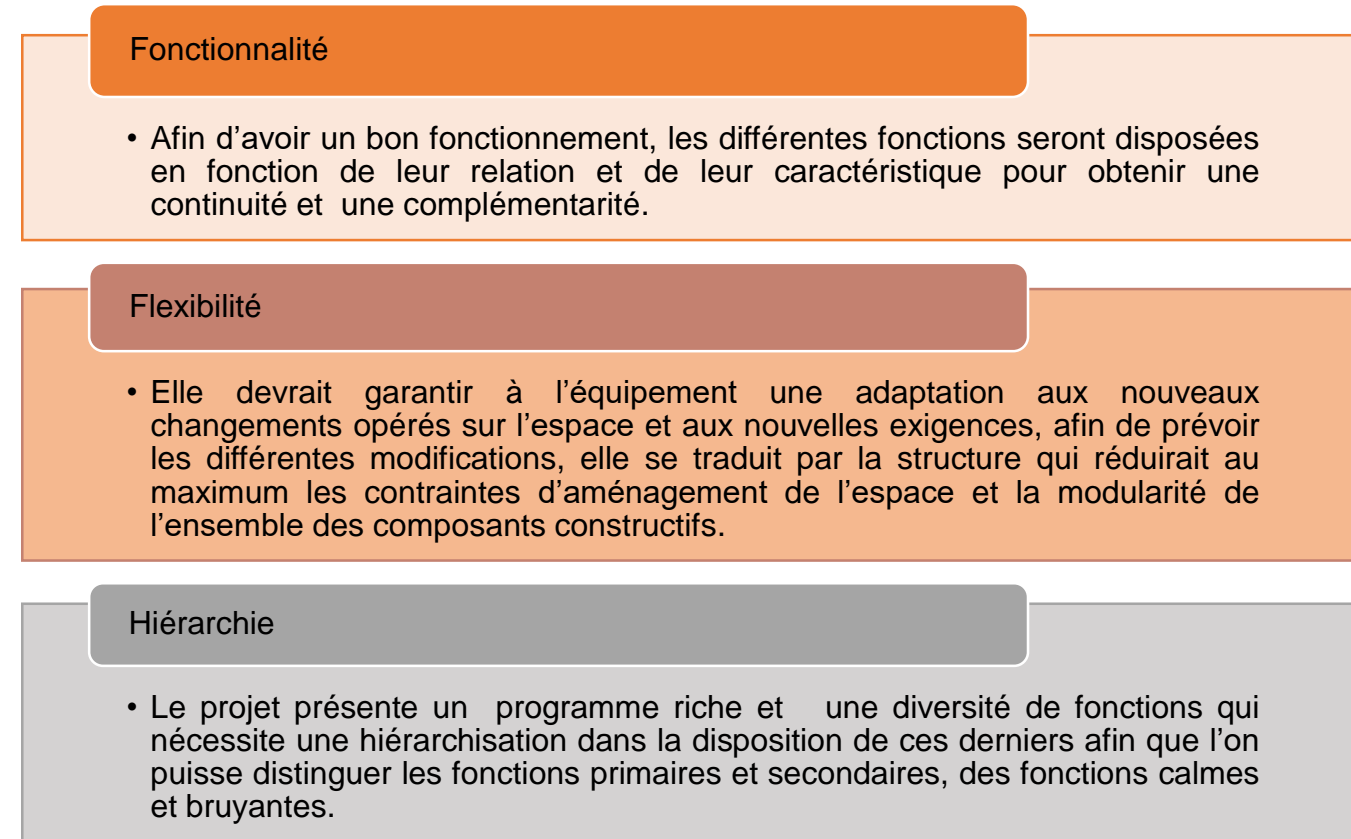 Fonctionnalité
• Afin d’avoir un bon fonctionnement, les différentes fonctions seront disposées
en fonction de leur relation et de leur caractéristique pour obtenir une
continuité et une complémentarité.
Flexibilité
• Elle devrait garantir à l’équipement une adaptation aux nouveaux
changements opérés sur l’espace et aux nouvelles exigences, afin de prévoir
les différentes modifications, elle se traduit par la structure qui réduirait au
maximum les contraintes d’aménagement de l’espace et la modularité de
l’ensemble des composants constructifs.
Hiérarchie
• Le projet présente un programme riche et une diversité de fonctions qui
nécessite une hiérarchisation dans la disposition de ces derniers afin que l’on
puisse distinguer les fonctions primaires et secondaires, des fonctions calmes
et bruyantes.